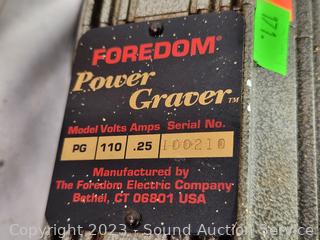 FOREDOM®
Power
Graver™
Model Volts Amps Serial No.
PG 110 .25 100210
Manufactured by
The Foredom Electric Company
Bethel, CT 06801 USA
Copyright 2023 - Sound Auction Service